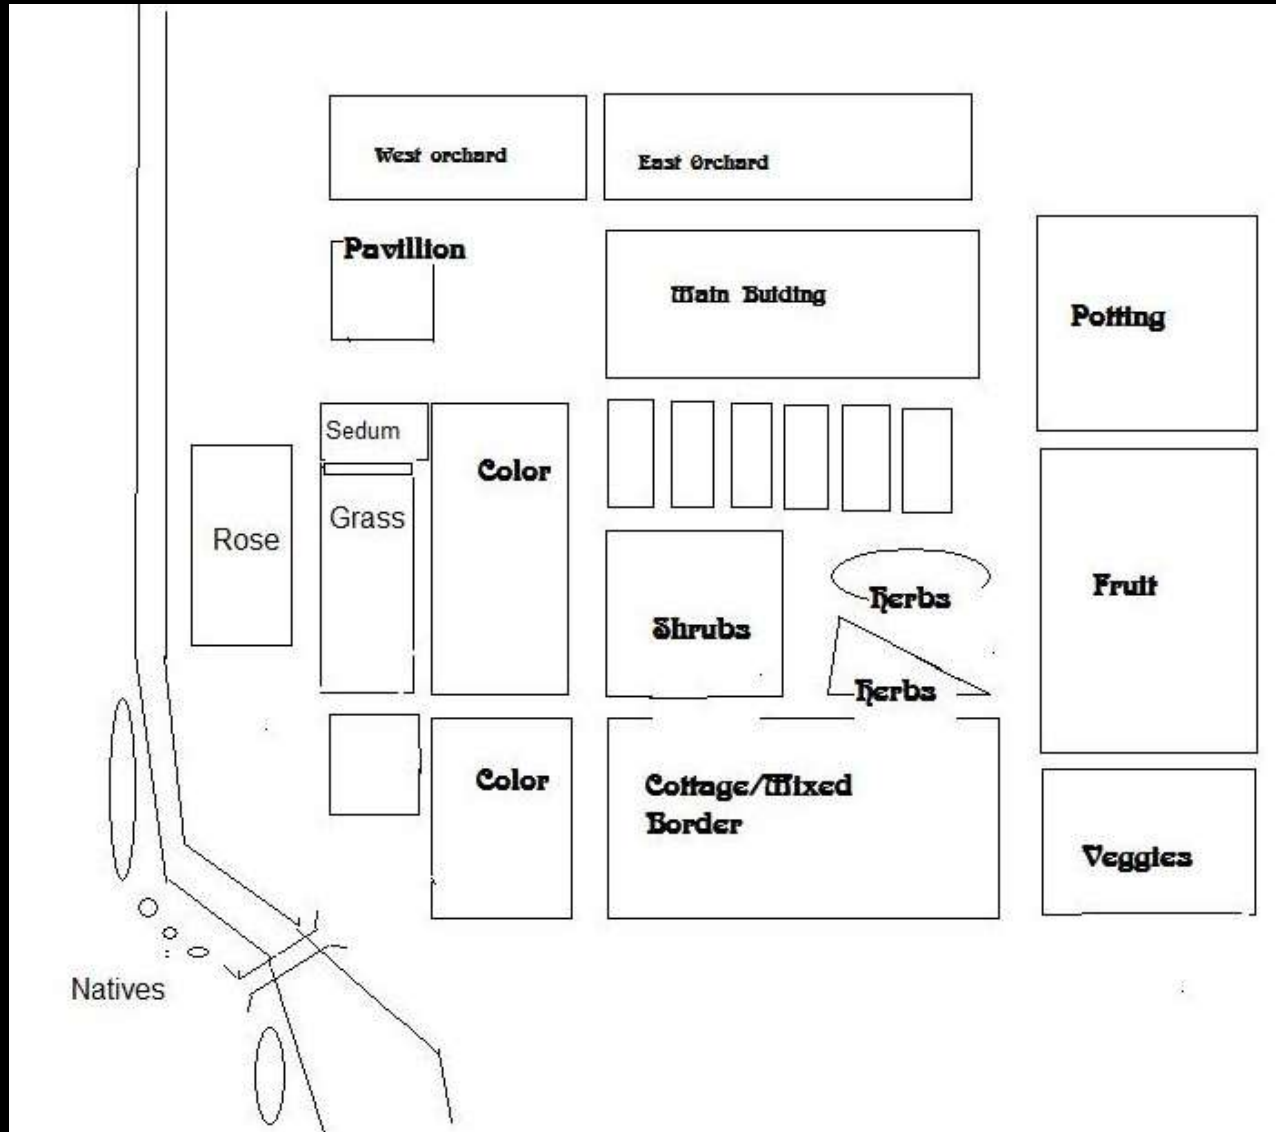 West orchard
East Orchard
Pavillion
Main Buiding
Potting
Sedum
Color
Grass
Rose
Fruit
Herbs
Shrubs
Herbs
Color
Cottage/Mixed
Border
Veggies
Natives